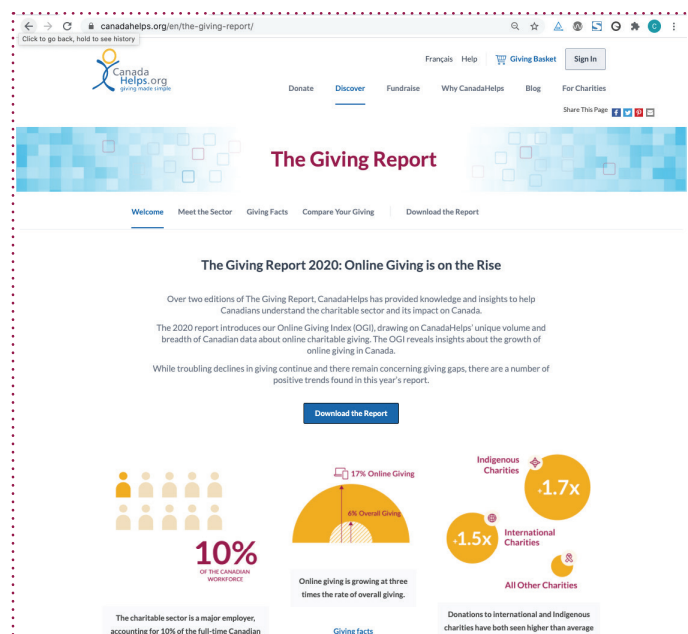 canadahelps.org/en/the-giving-report/
Click to go back, hold to see history
Canada
Helps.org
giving made simple
Français Help Giving Basket Sign In
Donate Discover Fundraise Why CanadaHelps Blog For Charities
Share This Page
The Giving Report
Welcome Meet the Sector Giving Facts Compare Your Giving Download the Report
The Giving Report 2020: Online Giving is on the Rise
Over two editions of The Giving Report, CanadaHelps has provided knowledge and insights to help
Canadians understand the charitable sector and its impact on Canada.
The 2020 report introduces our Online Giving Index (OGI), drawing on CanadaHelps' unique volume and
breadth of Canadian data about online charitable giving. The OGI reveals insights about the growth of
online giving in Canada.
While troubling declines in giving continue and there remain concerning giving gaps, there are a number of
positive trends found in this year's report.
Download the Report
10%
OF THE CANADIAN
WORKFORCE
The charitable sector is a major employer,
accounting for 10% of the full-time Canadian
17% Online Giving
6% Overall Giving
Online giving is growing at three
times the rate of overall giving.
Giving facts
Indigenous
Charities
+1.7x
+1.5x
International
Charities
All Other Charities
Donations to international and Indigenous
charities have both seen higher than average